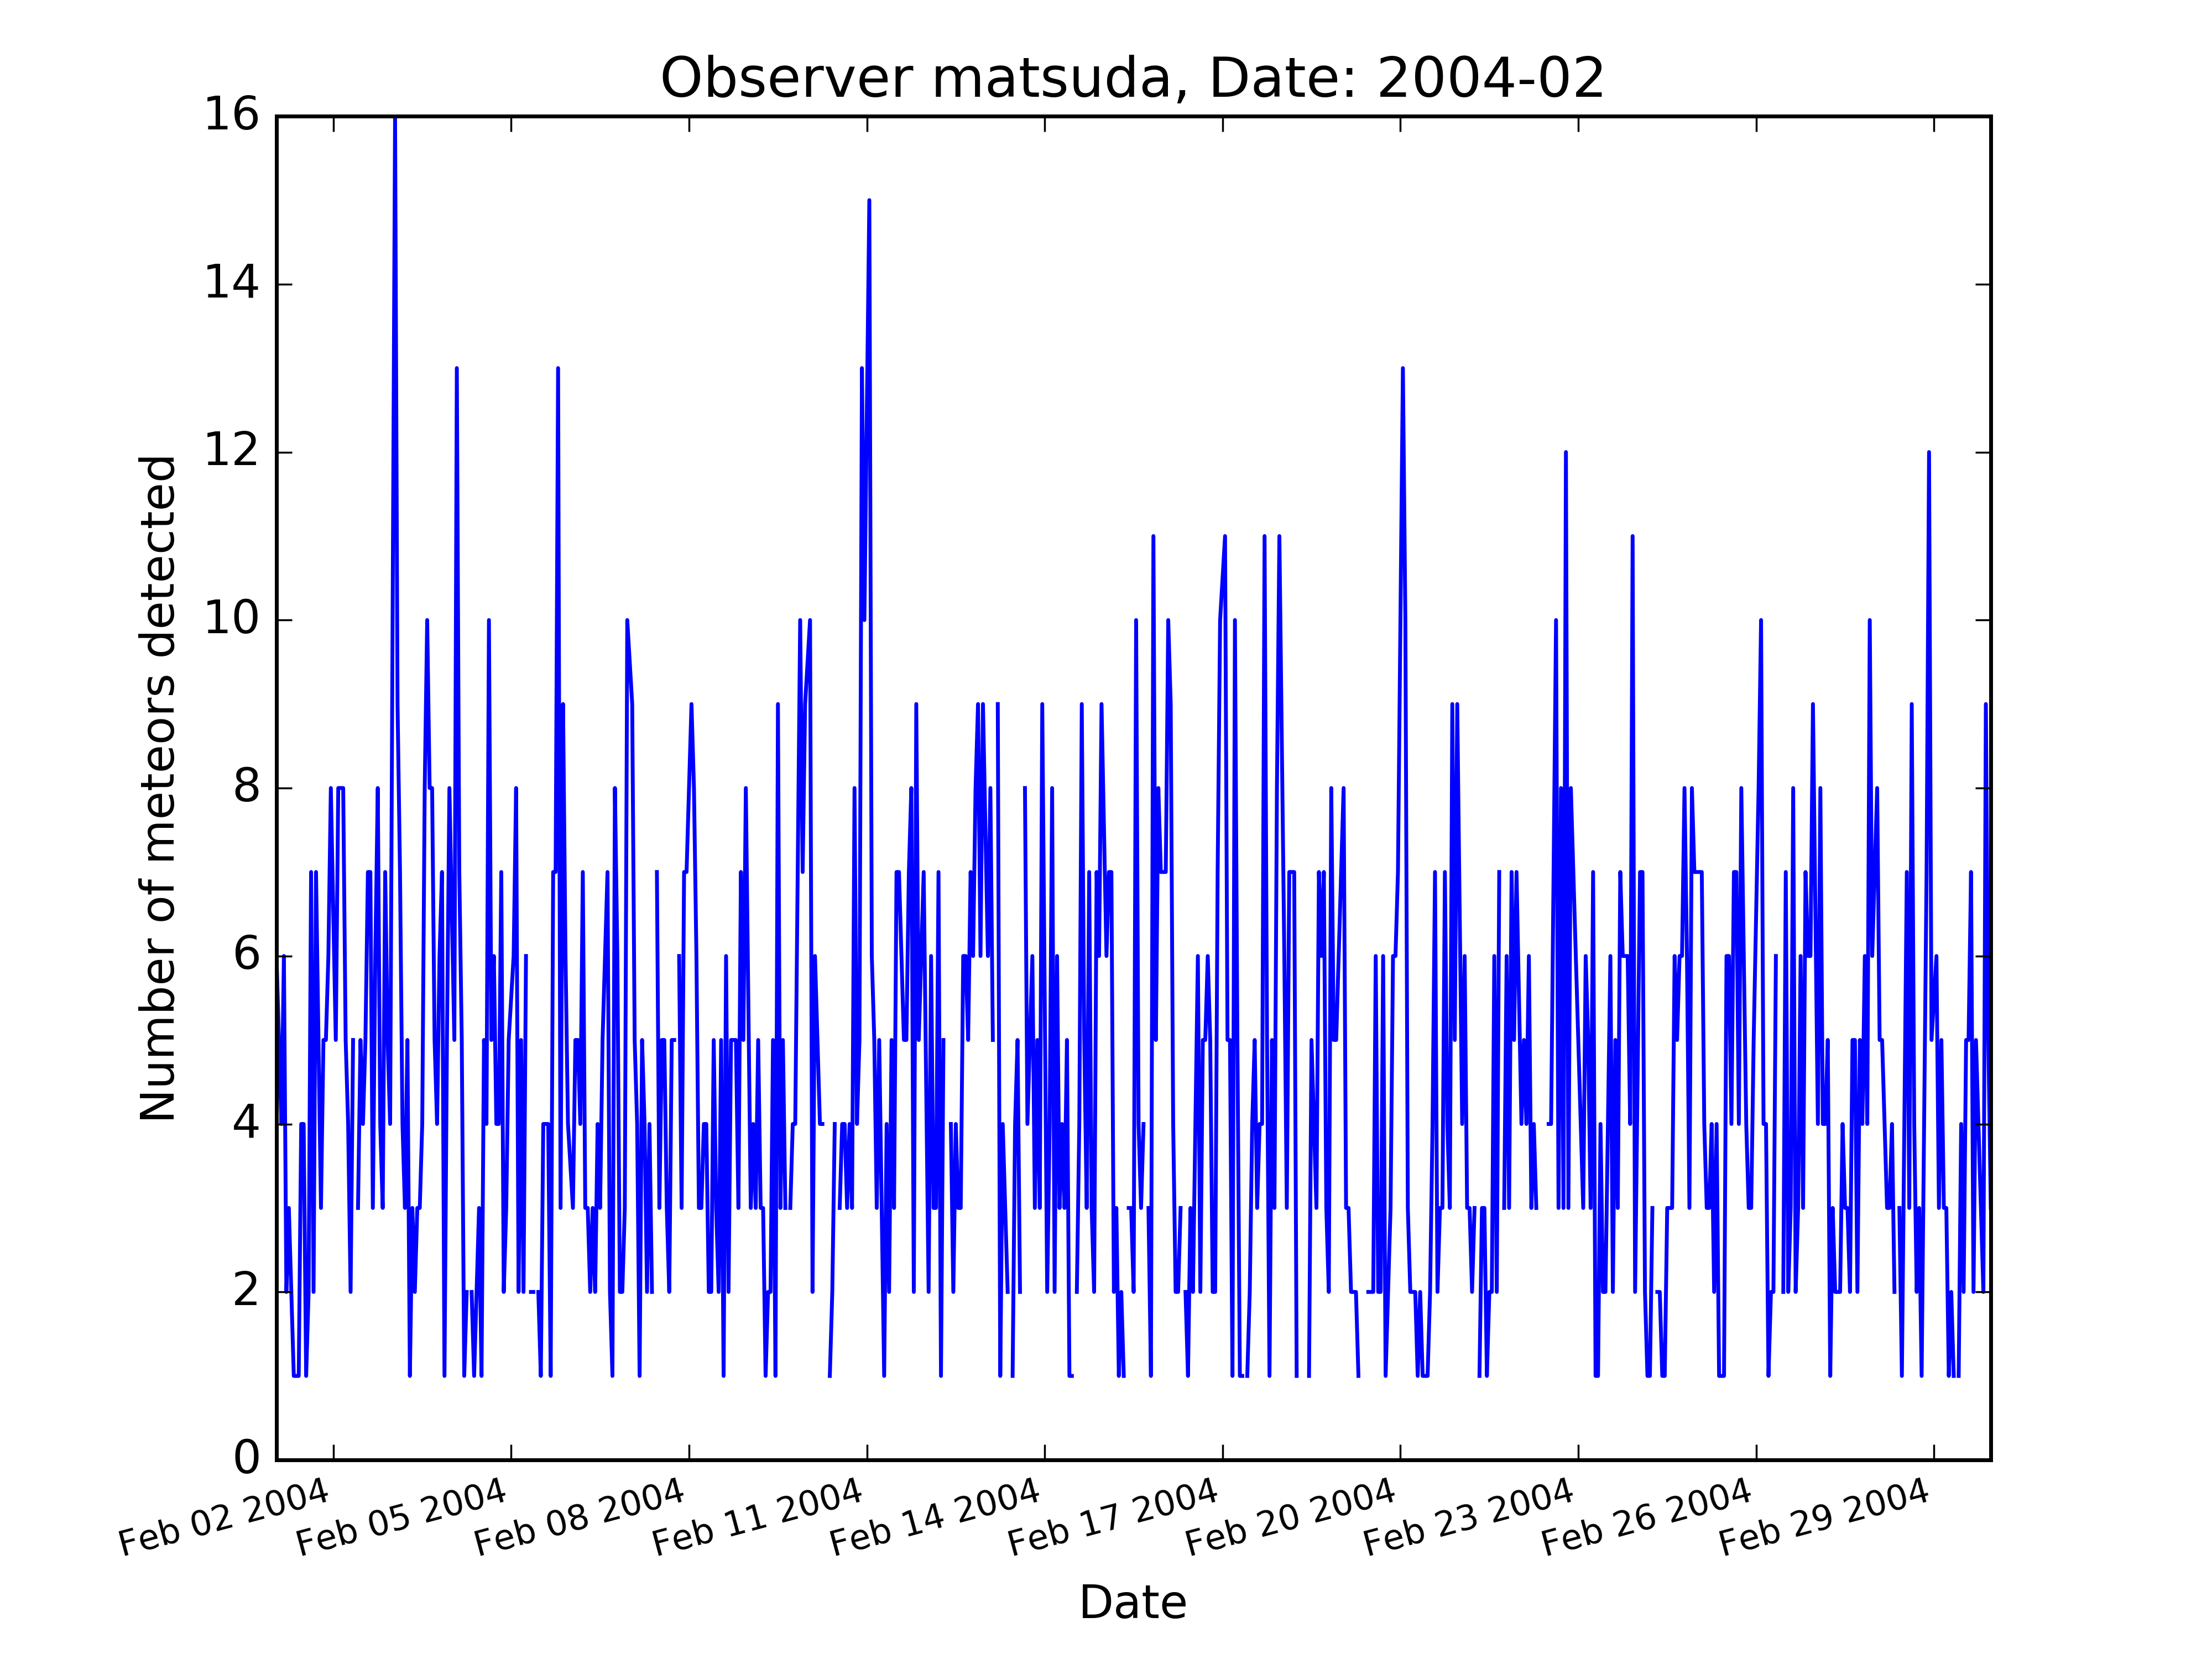 Observer matsuda, Date: 2004-02
16
14
12
10
8
6
4
2
0
Number of meteors detected
Feb 02 2004
Feb 05 2004
Feb 08 2004
Feb 11 2004
Feb 14 2004
Feb 17 2004
Feb 20 2004
Feb 23 2004
Feb 26 2004
Feb 29 2004
Date